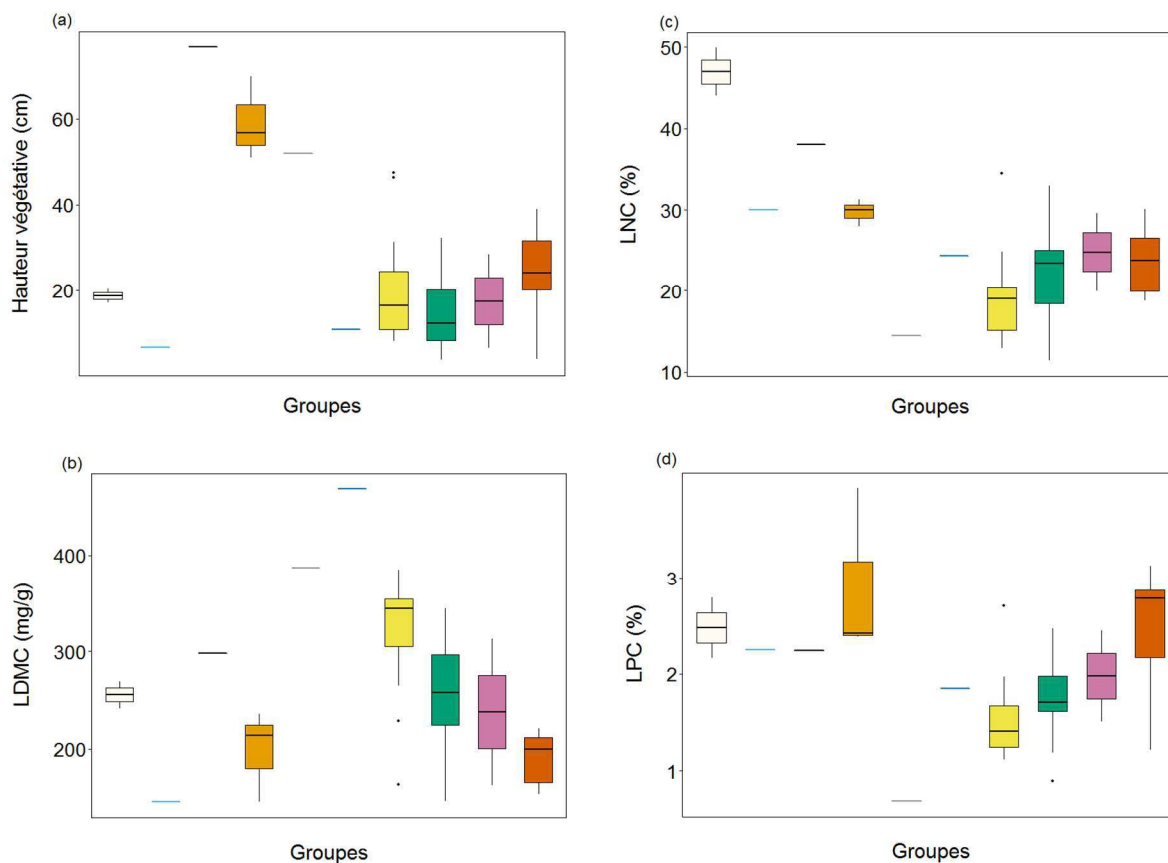 (a)
Hauteur végétative (cm)
60
40
20
Groupes
(c)
LNC (%)
50
40
30
20
10
Groupes
(b)
LDMC (mg/g)
400
300
200
Groupes
(d)
LPC (%)
3
2
1
Groupes